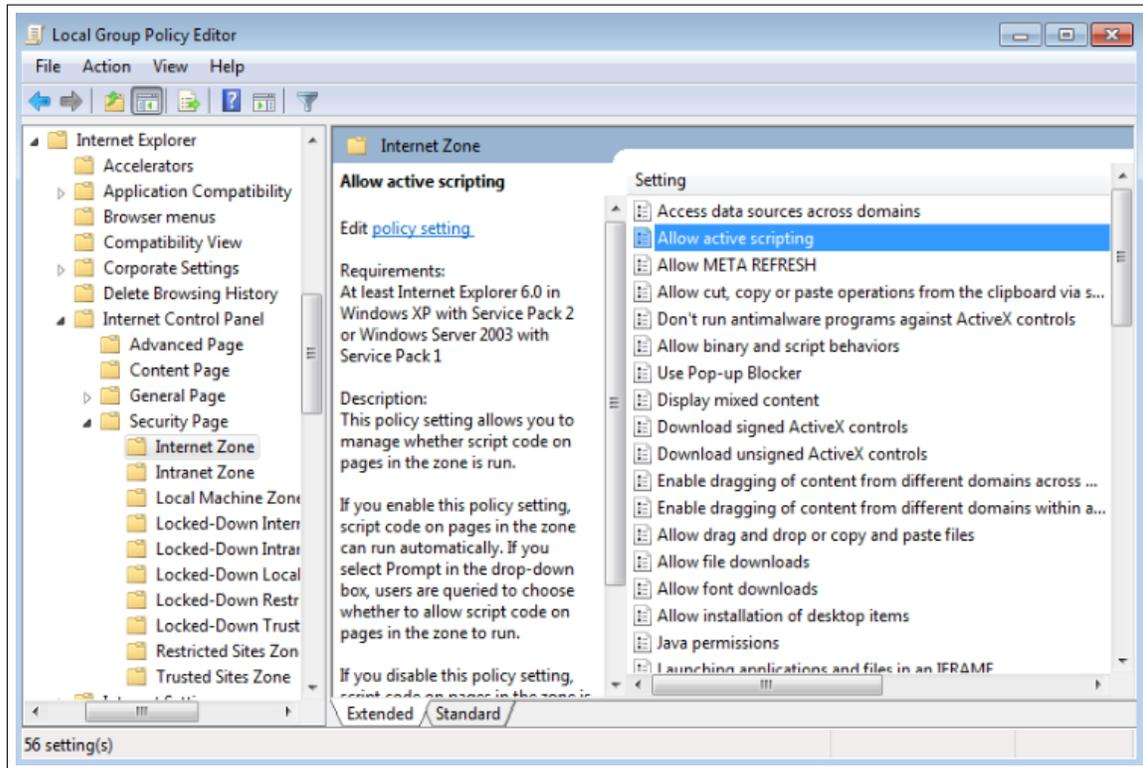 Local Group Policy Editor
File Action View Help
Internet Explorer
Accelerators
Application Compatibility
Browser menus
Compatibility View
Corporate Settings
Delete Browsing History
Internet Control Panel
Advanced Page
Content Page
General Page
Security Page
Internet Zone
Intranet Zone
Local Machine Zone
Locked-Down Interr
Locked-Down Intrar
Locked-Down Local
Locked-Down Restr
Locked-Down Trust
Restricted Sites Zon
Trusted Sites Zone
Internet Zone
Allow active scripting
Edit policy setting
Requirements:
At least Internet Explorer 6.0 in
Windows XP with Service Pack 2
or Windows Server 2003 with
Service Pack 1
Description:
This policy setting allows you to
manage whether script code on
pages in the zone is run.
If you enable this policy setting,
script code on pages in the zone
can run automatically. If you
select Prompt in the drop-down
box, users are queried to choose
whether to allow script code on
pages in the zone to run.
If you disable this policy setting,
script code on pages in the zone is
Setting
Access data sources across domains
Allow active scripting
Allow META REFRESH
Allow cut, copy or paste operations from the clipboard via s...
Don't run antimalware programs against ActiveX controls
Allow binary and script behaviors
Use Pop-up Blocker
Display mixed content
Download signed ActiveX controls
Download unsigned ActiveX controls
Enable dragging of content from different domains across ...
Enable dragging of content from different domains within a...
Allow drag and drop or copy and paste files
Allow file downloads
Allow font downloads
Allow installation of desktop items
Java permissions
Launching applications and files in an IFRAME
Extended Standard
56 setting(s)